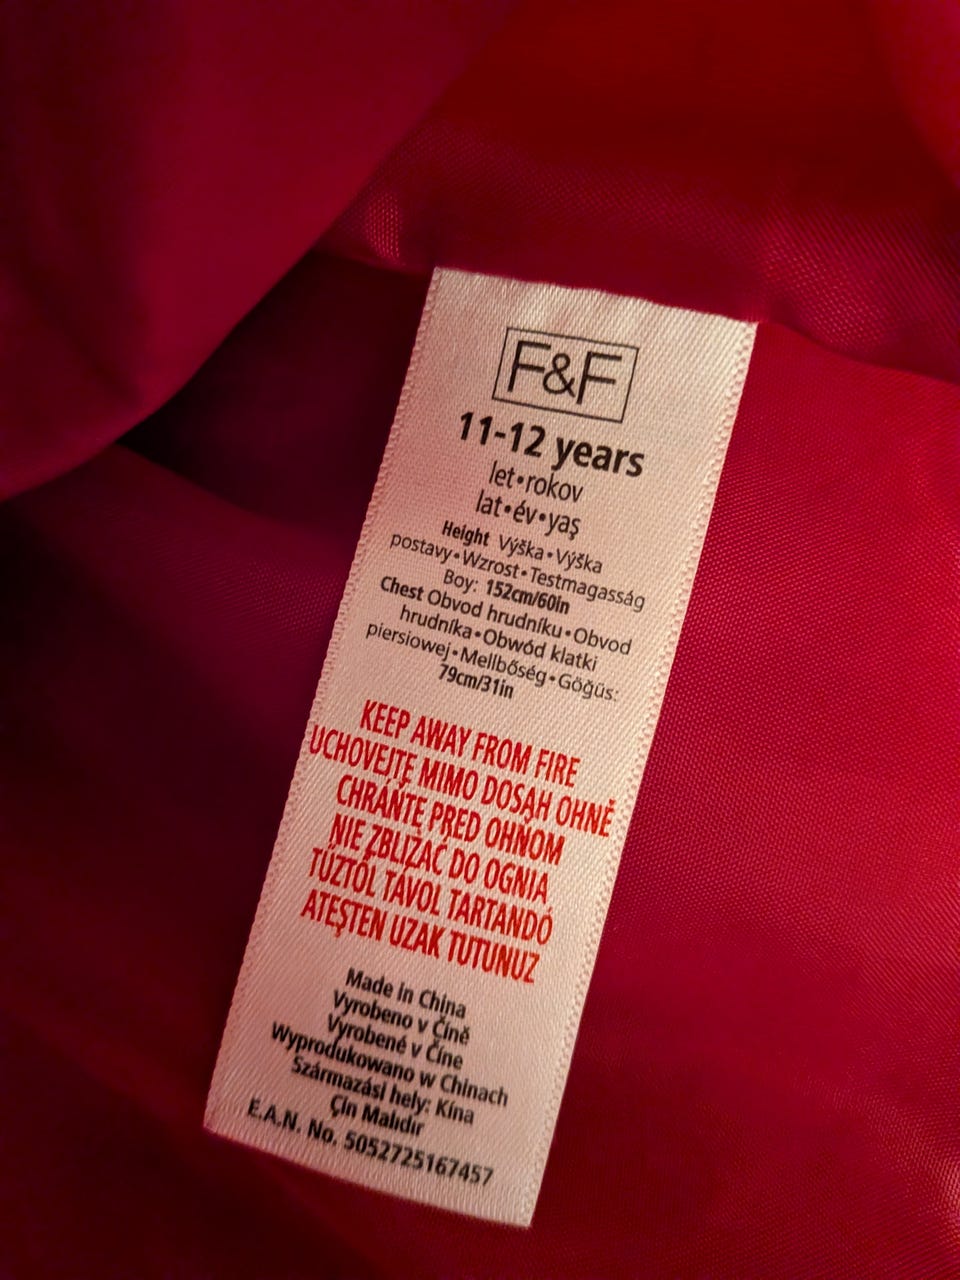 F&F
11-12 years
let•rokov
lat•év•yaş
Height Výška•Výška
postavy•Wzrost•Testmagasság
Boy: 152cm/60in
Chest Obvod hrudníku•Obvod
hrudníka•Obwód klatki
piersiowej•Mellbőség•Göğüs:
79cm/31in
KEEP AWAY FROM FIRE
UCHOVEJTE MIMO DOSAH OHNĚ
CHRÁŇTE PRED OHŇOM
NIE ZBLIŻAĆ DO OGNIA
TŰZTŐL TÁVOL TARTANDÓ
ATEŞTEN UZAK TUTUNUZ
Made in China
Vyrobeno v Číně
Vyrobené v Číne
Wyprodukowano w Chinach
Származási hely: Kína
Çin Malıdır
E.A.N. No. 5052725167457